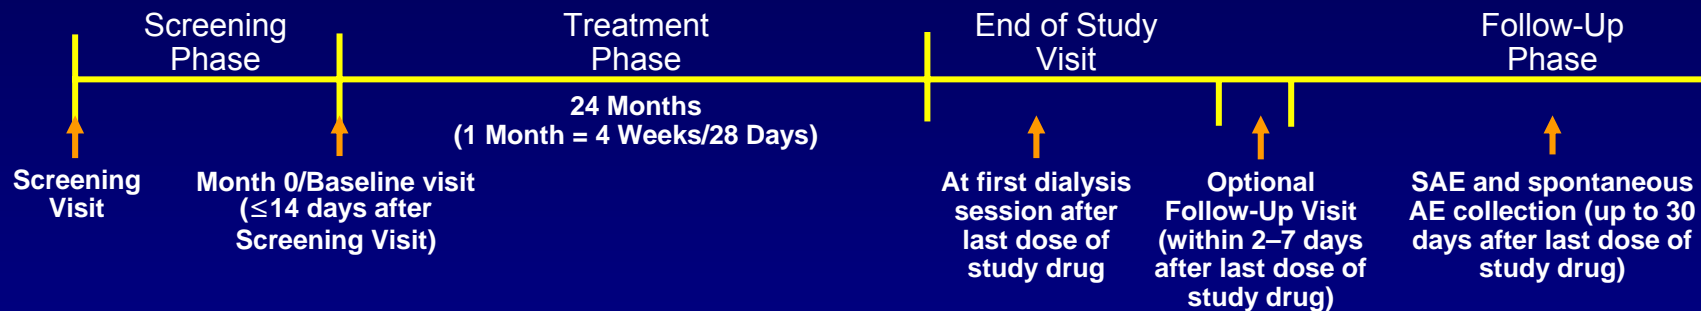 Screening
Phase
Treatment
Phase
End of Study
Visit
Follow-Up
Phase
24 Months
(1 Month = 4 Weeks/28 Days)
Screening
Visit
Month 0/Baseline visit
(≤14 days after
Screening Visit)
At first dialysis
session after
last dose of
study drug
Optional
Follow-Up Visit
(within 2–7 days
after last dose of
study drug)
SAE and spontaneous
AE collection (up to 30
days after last dose of
study drug)